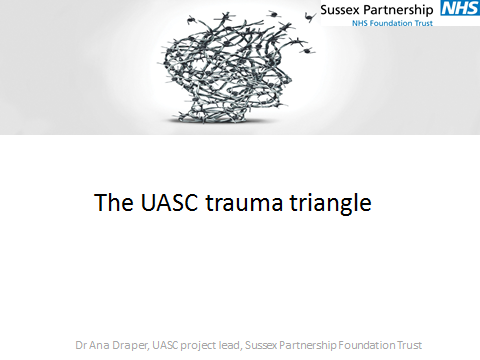 Sussex Partnership NHS
NHS Foundation Trust
The UASC trauma triangle
Dr Ana Draper, UASC project lead, Sussex Partnership Foundation Trust